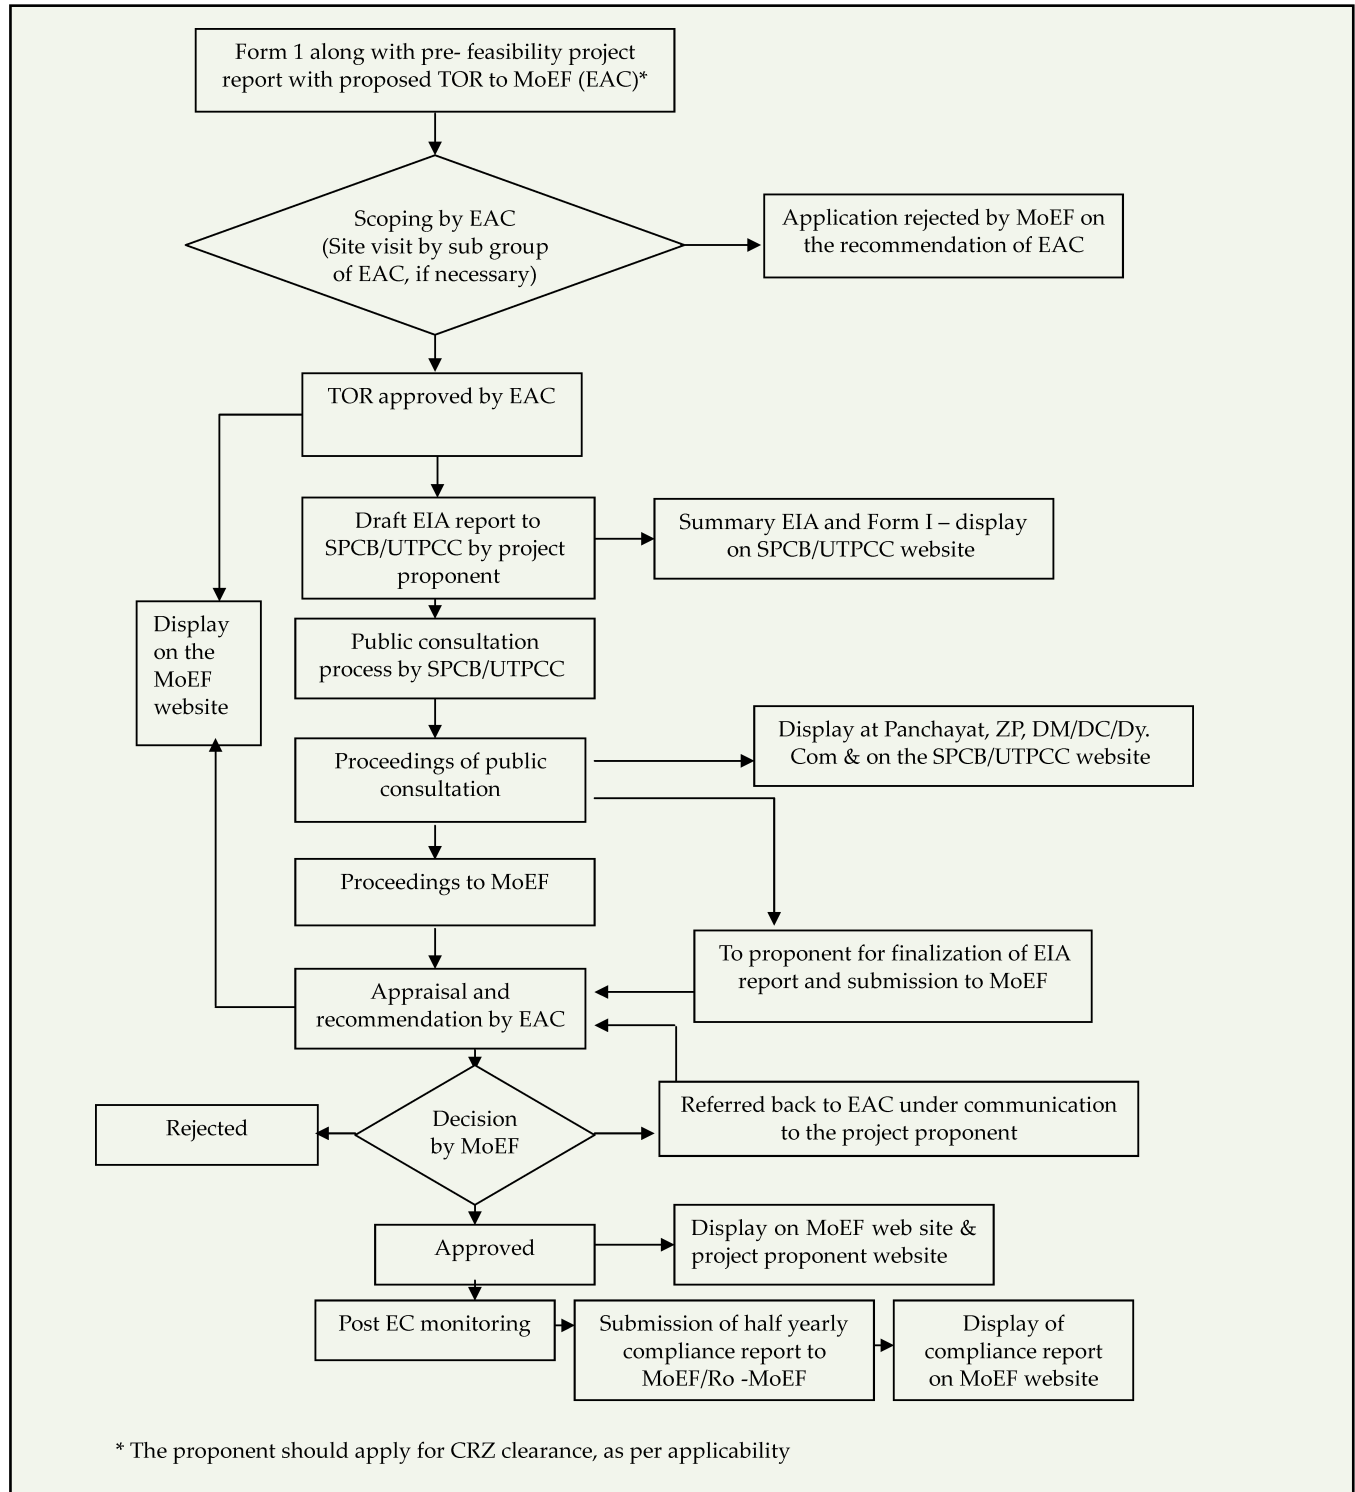 Form 1 along with pre- feasibility project
report with proposed TOR to MoEF (EAC)*
Scoping by EAC
(Site visit by sub group
of EAC, if necessary)
Application rejected by MoEF on
the recommendation of EAC
TOR approved by EAC
Draft EIA report to
SPCB/UTPCC by project
proponent
Summary EIA and Form I – display
on SPCB/UTPCC website
Display
on the
MoEF
website
Public consultation
process by SPCB/UTPCC
Proceedings of public
consultation
Display at Panchayat, ZP, DM/DC/Dy.
Com & on the SPCB/UTPCC website
Proceedings to MoEF
To proponent for finalization of EIA
report and submission to MoEF
Appraisal and
recommendation by EAC
Decision
by MoEF
Rejected
Referred back to EAC under communication
to the project proponent
Approved
Display on MoEF web site &
project proponent website
Post EC monitoring
Submission of half yearly
compliance report to
MoEF/Ro -MoEF
Display of
compliance report
on MoEF website
* The proponent should apply for CRZ clearance, as per applicability